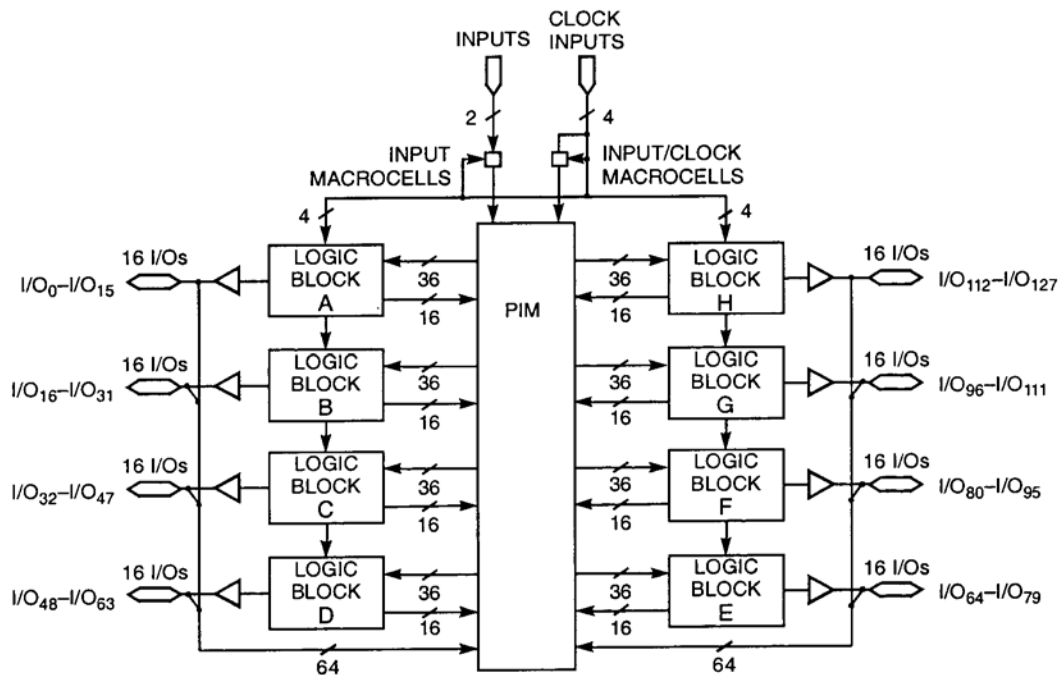 INPUTS
CLOCK
INPUTS
2
4
INPUT
MACROCELLS
INPUT/CLOCK
MACROCELLS
4
4
16 I/Os
I/O₀–I/O₁₅
LOGIC
BLOCK
A
36
16
PIM
36
16
LOGIC
BLOCK
H
16 I/Os
I/O₁₁₂–I/O₁₂₇
16 I/Os
I/O₁₆–I/O₃₁
LOGIC
BLOCK
B
36
16
36
16
LOGIC
BLOCK
G
16 I/Os
I/O₉₆–I/O₁₁₁
16 I/Os
I/O₃₂–I/O₄₇
LOGIC
BLOCK
C
36
16
36
16
LOGIC
BLOCK
F
16 I/Os
I/O₈₀–I/O₉₅
16 I/Os
I/O₄₈–I/O₆₃
LOGIC
BLOCK
D
36
16
36
16
LOGIC
BLOCK
E
16 I/Os
I/O₆₄–I/O₇₉
64
64